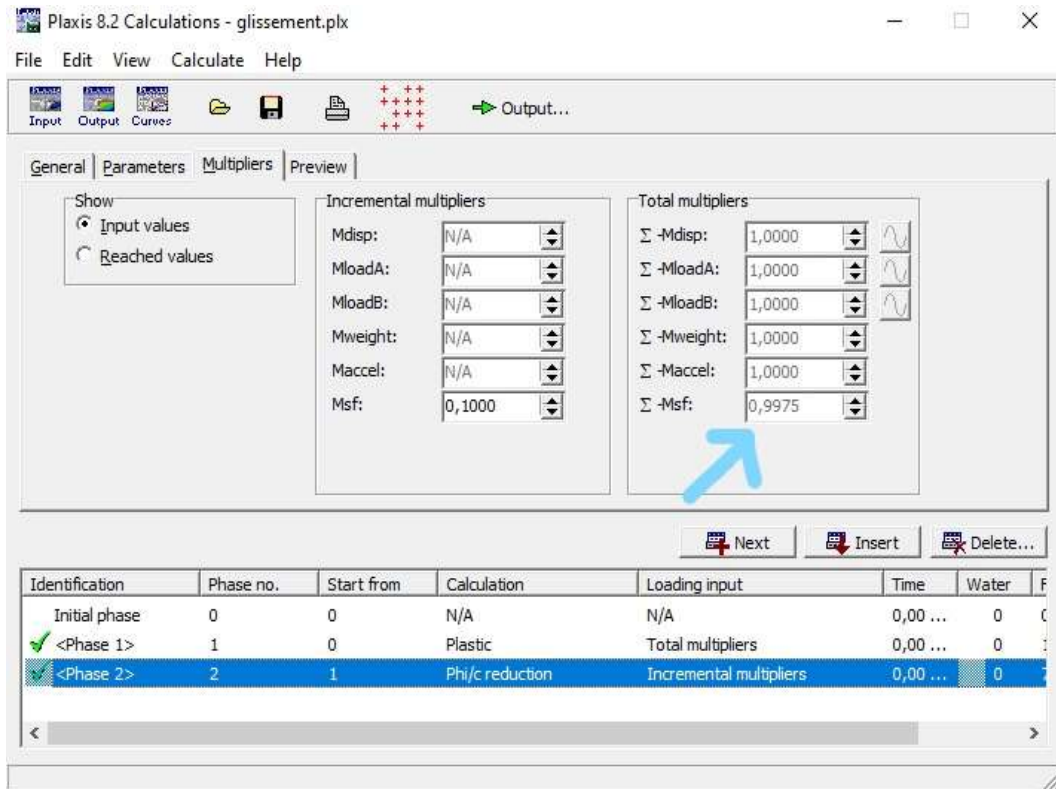 Plaxis 8.2 Calculations - glissement.plx
File Edit View Calculate Help
Input Output Curves Output...
General Parameters Multipliers Preview
Show
Input values
Reached values
Incremental multipliers
Mdisp: N/A
MloadA: N/A
MloadB: N/A
Mweight: N/A
Maccel: N/A
Msf: 0,1000
Total multipliers
Σ -Mdisp: 1,0000
Σ -MloadA: 1,0000
Σ -MloadB: 1,0000
Σ -Mweight: 1,0000
Σ -Maccel: 1,0000
Σ -Msf: 0,9975
Next Insert Delete...
Identification Phase no. Start from Calculation Loading input Time Water
Initial phase 0 0 N/A N/A 0,00 ... 0
<Phase 1> 1 0 Plastic Total multipliers 0,00 ... 0
<Phase 2> 2 1 Phi/c reduction Incremental multipliers 0,00 ... 0